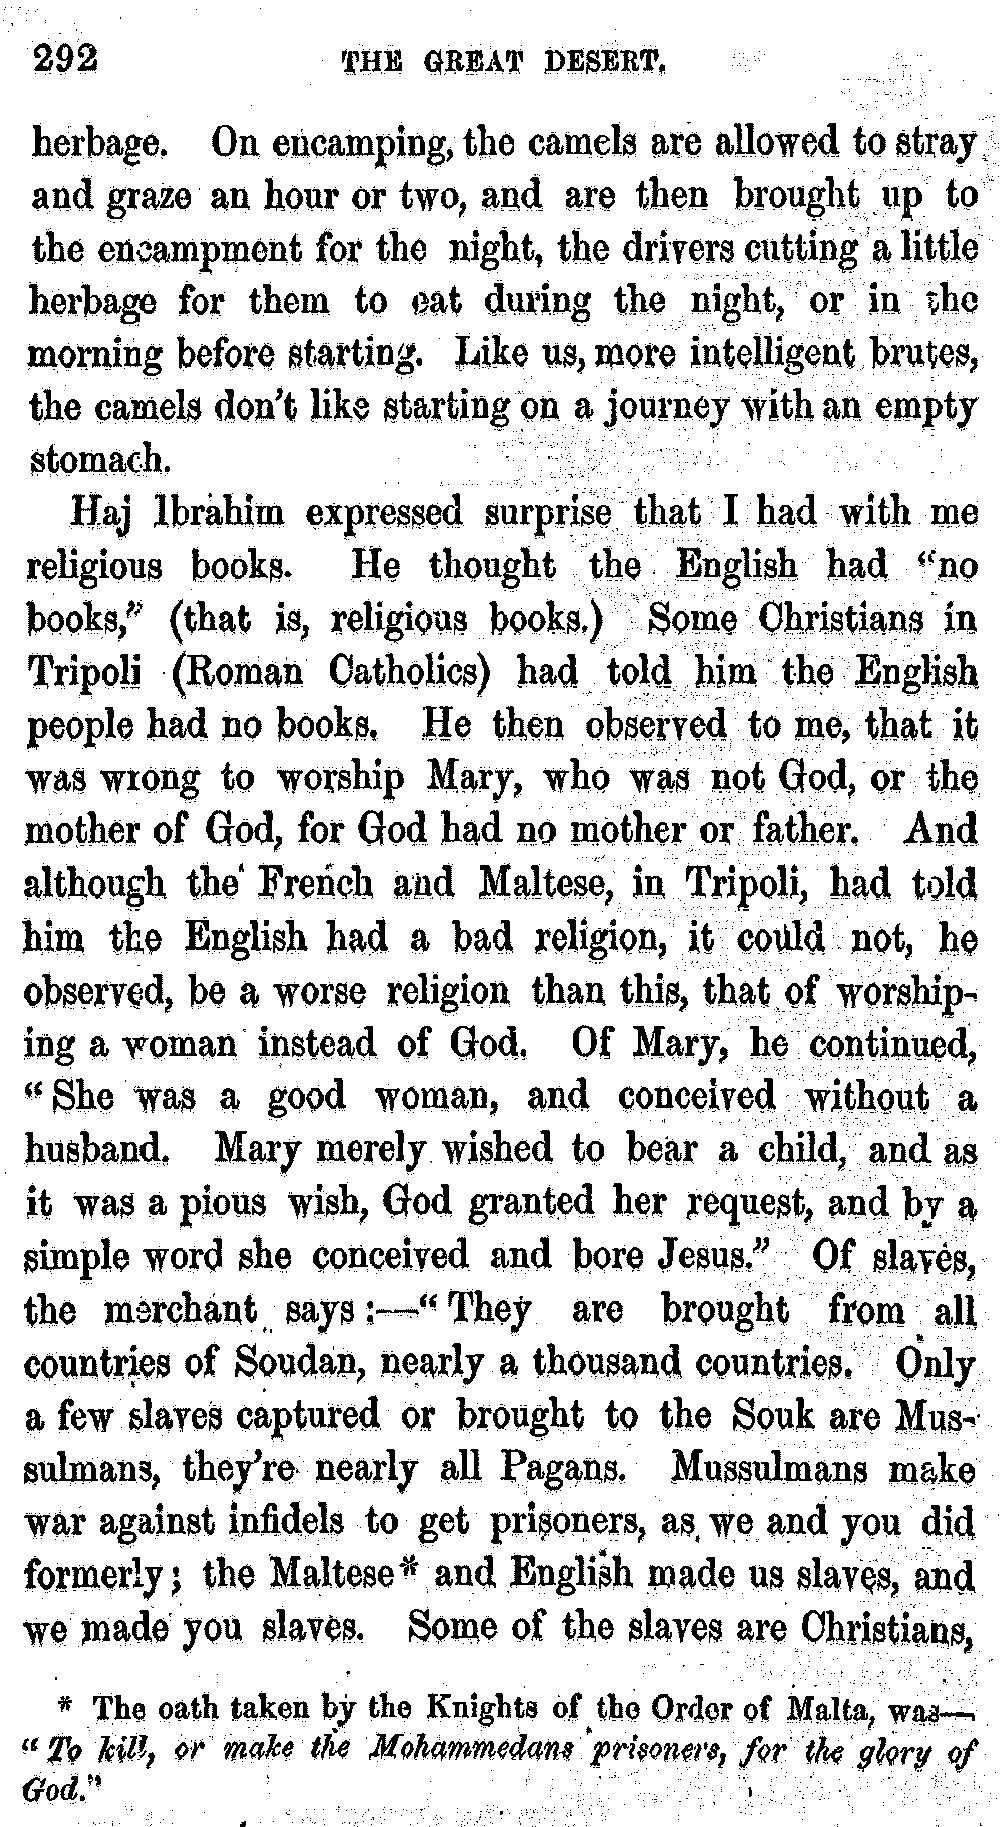 292 THE GREAT DESERT.
herbage. On encamping, the camels are allowed to stray
and graze an hour or two, and are then brought up to
the encampment for the night, the drivers cutting a little
herbage for them to eat during the night, or in the
morning before starting. Like us, more intelligent brutes,
the camels don't like starting on a journey with an empty
stomach.
Haj Ibrahim expressed surprise that I had with me
religious books. He thought the English had "no
books," (that is, religious books.) Some Christians in
Tripoli (Roman Catholics) had told him the English
people had no books. He then observed to me, that it
was wrong to worship Mary, who was not God, or the
mother of God, for God had no mother or father. And
although the French and Maltese, in Tripoli, had told
him the English had a bad religion, it could not, he
observed, be a worse religion than this, that of worship-
ing a woman instead of God. Of Mary, he continued,
"She was a good woman, and conceived without a
husband. Mary merely wished to bear a child, and as
it was a pious wish, God granted her request, and by a
simple word she conceived and bore Jesus." Of slaves,
the merchant says:—"They are brought from all
countries of Soudan, nearly a thousand countries. Only
a few slaves captured or brought to the Souk are Mus-
sulmans, they're nearly all Pagans. Mussulmans make
war against infidels to get prisoners, as we and you did
formerly; the Maltese* and English made us slaves, and
we made you slaves. Some of the slaves are Christians,
* The oath taken by the Knights of the Order of Malta, was—
"To kill, or make the Mohammedans prisoners, for the glory of
God."